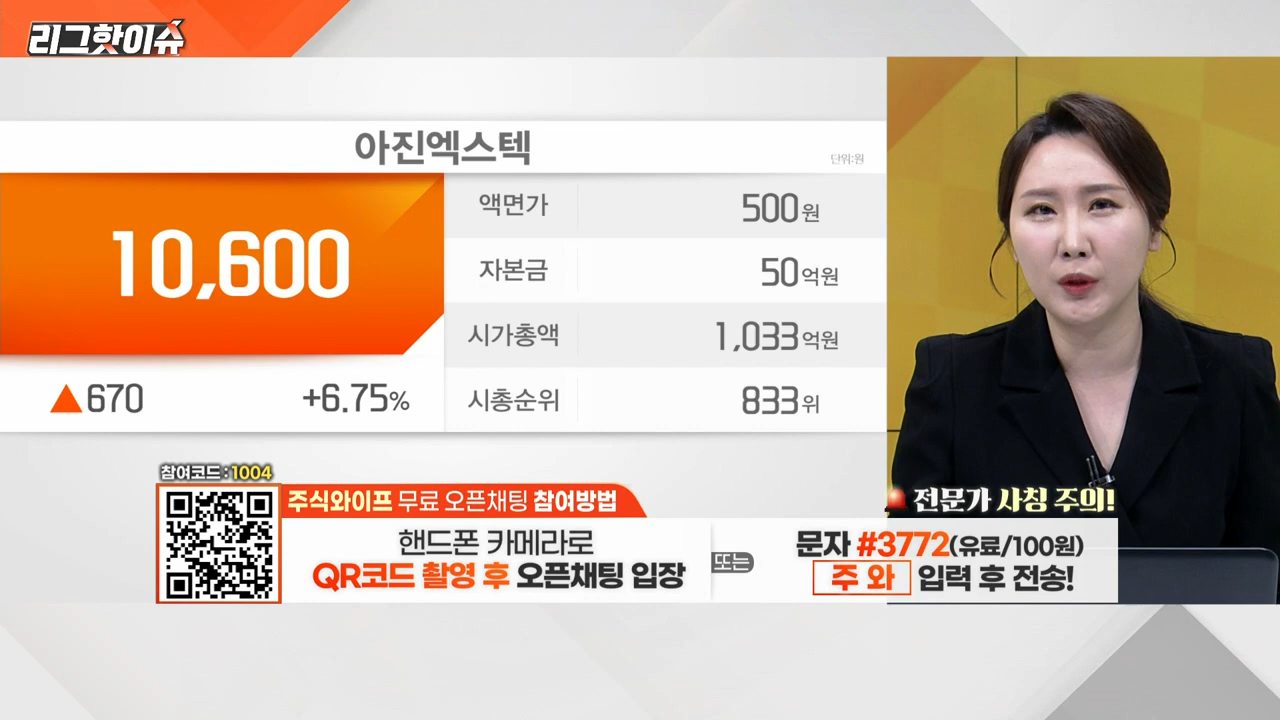 리그핫이슈
아진엑스텍
단위:원
10,600
▲670 +6.75%
액면가 500원
자본금 50억원
시가총액 1,033억원
시총순위 833위
참여코드:1004
주식와이프 무료 오픈채팅 참여방법
핸드폰 카메라로
QR코드 촬영 후 오픈채팅 입장
또는
전문가 사칭 주의!
문자 #3772(유료/100원)
주 와 입력 후 전송!